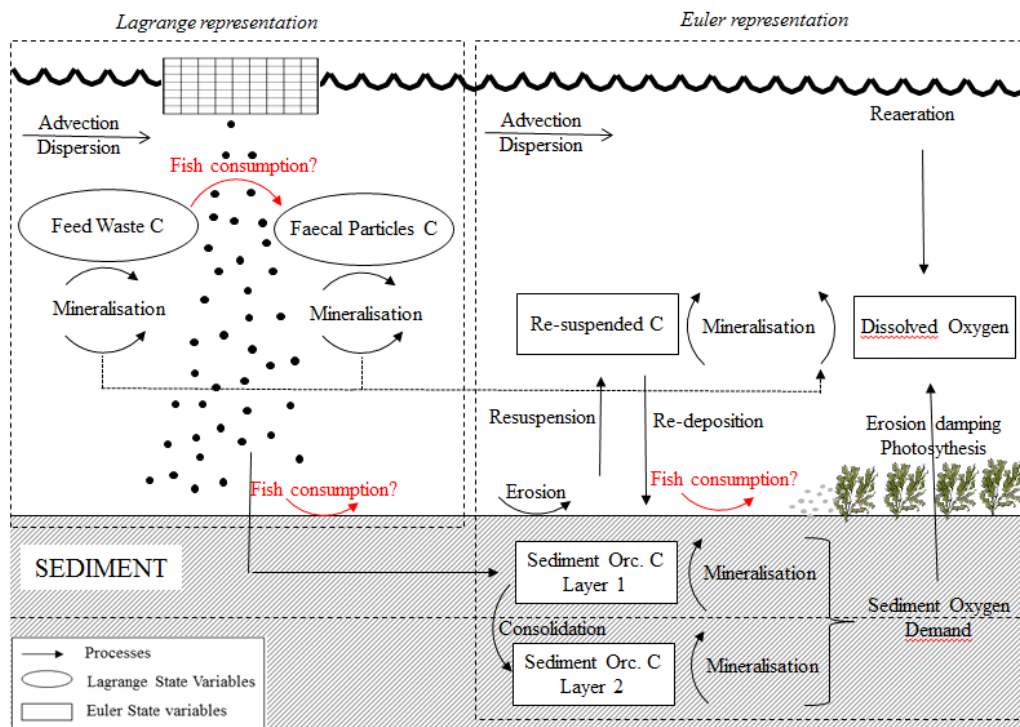 Lagrange representation
Euler representation
Advection
Dispersion
Fish consumption?
Feed Waste C
Faecal Particles C
Mineralisation
Mineralisation
Fish consumption?
Advection
Dispersion
Reaeration
Re-suspended C
Mineralisation
Dissolved Oxygen
Resuspension
Re-deposition
Erosion damping
Photosythesis
Erosion
Fish consumption?
SEDIMENT
Sediment Orc. C
Layer 1
Mineralisation
Consolidation
Sediment Oxygen
Demand
Sediment Orc. C
Layer 2
Mineralisation
Processes
Lagrange State Variables
Euler State variables